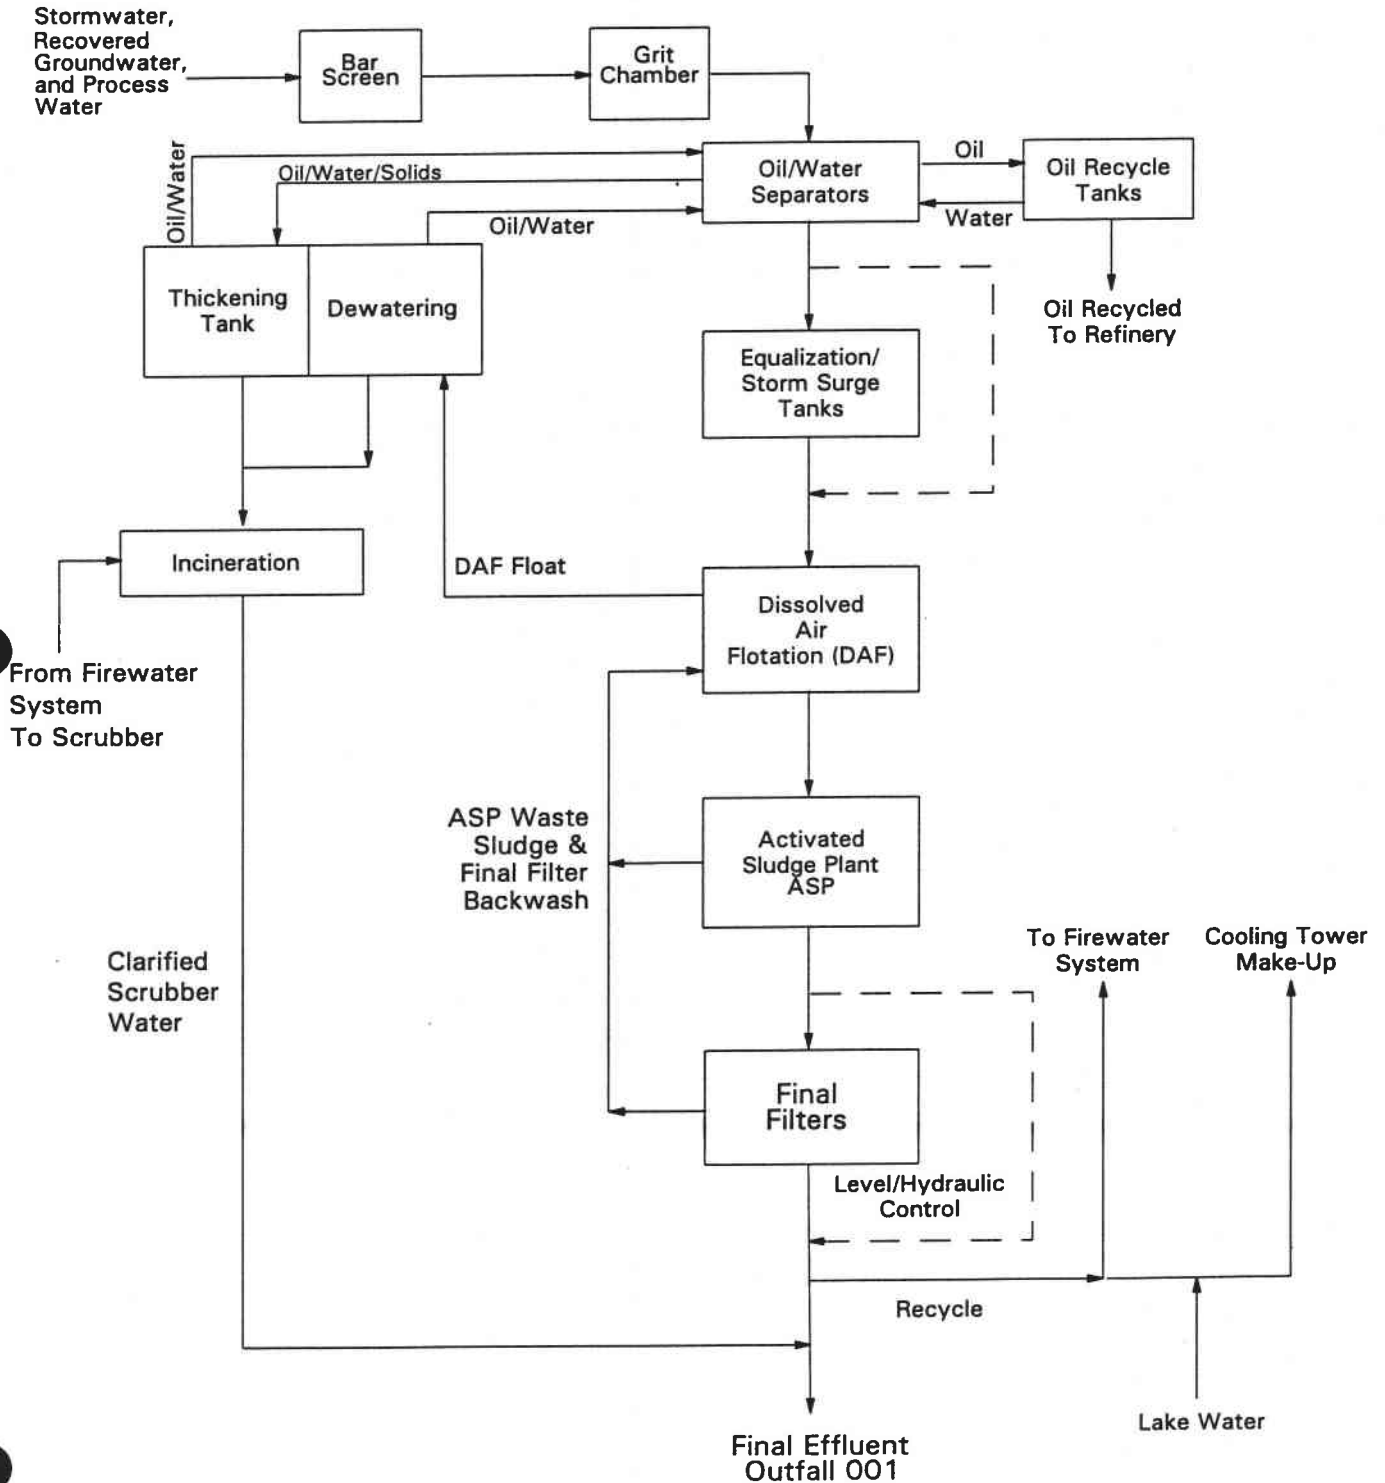 Stormwater,
Recovered
Groundwater,
and Process
Water
Bar
Screen
Grit
Chamber
Oil/Water
Oil/Water/Solids
Oil/Water
Oil/Water
Separators
Oil
Water
Oil Recycle
Tanks
Oil Recycled
To Refinery
Thickening
Tank
Dewatering
Equalization/
Storm Surge
Tanks
Incineration
DAF Float
Dissolved
Air
Flotation (DAF)
From Firewater
System
To Scrubber
ASP Waste
Sludge &
Final Filter
Backwash
Activated
Sludge Plant
ASP
Clarified
Scrubber
Water
To Firewater
System
Cooling Tower
Make-Up
Final
Filters
Level/Hydraulic
Control
Recycle
Lake Water
Final Effluent
Outfall 001